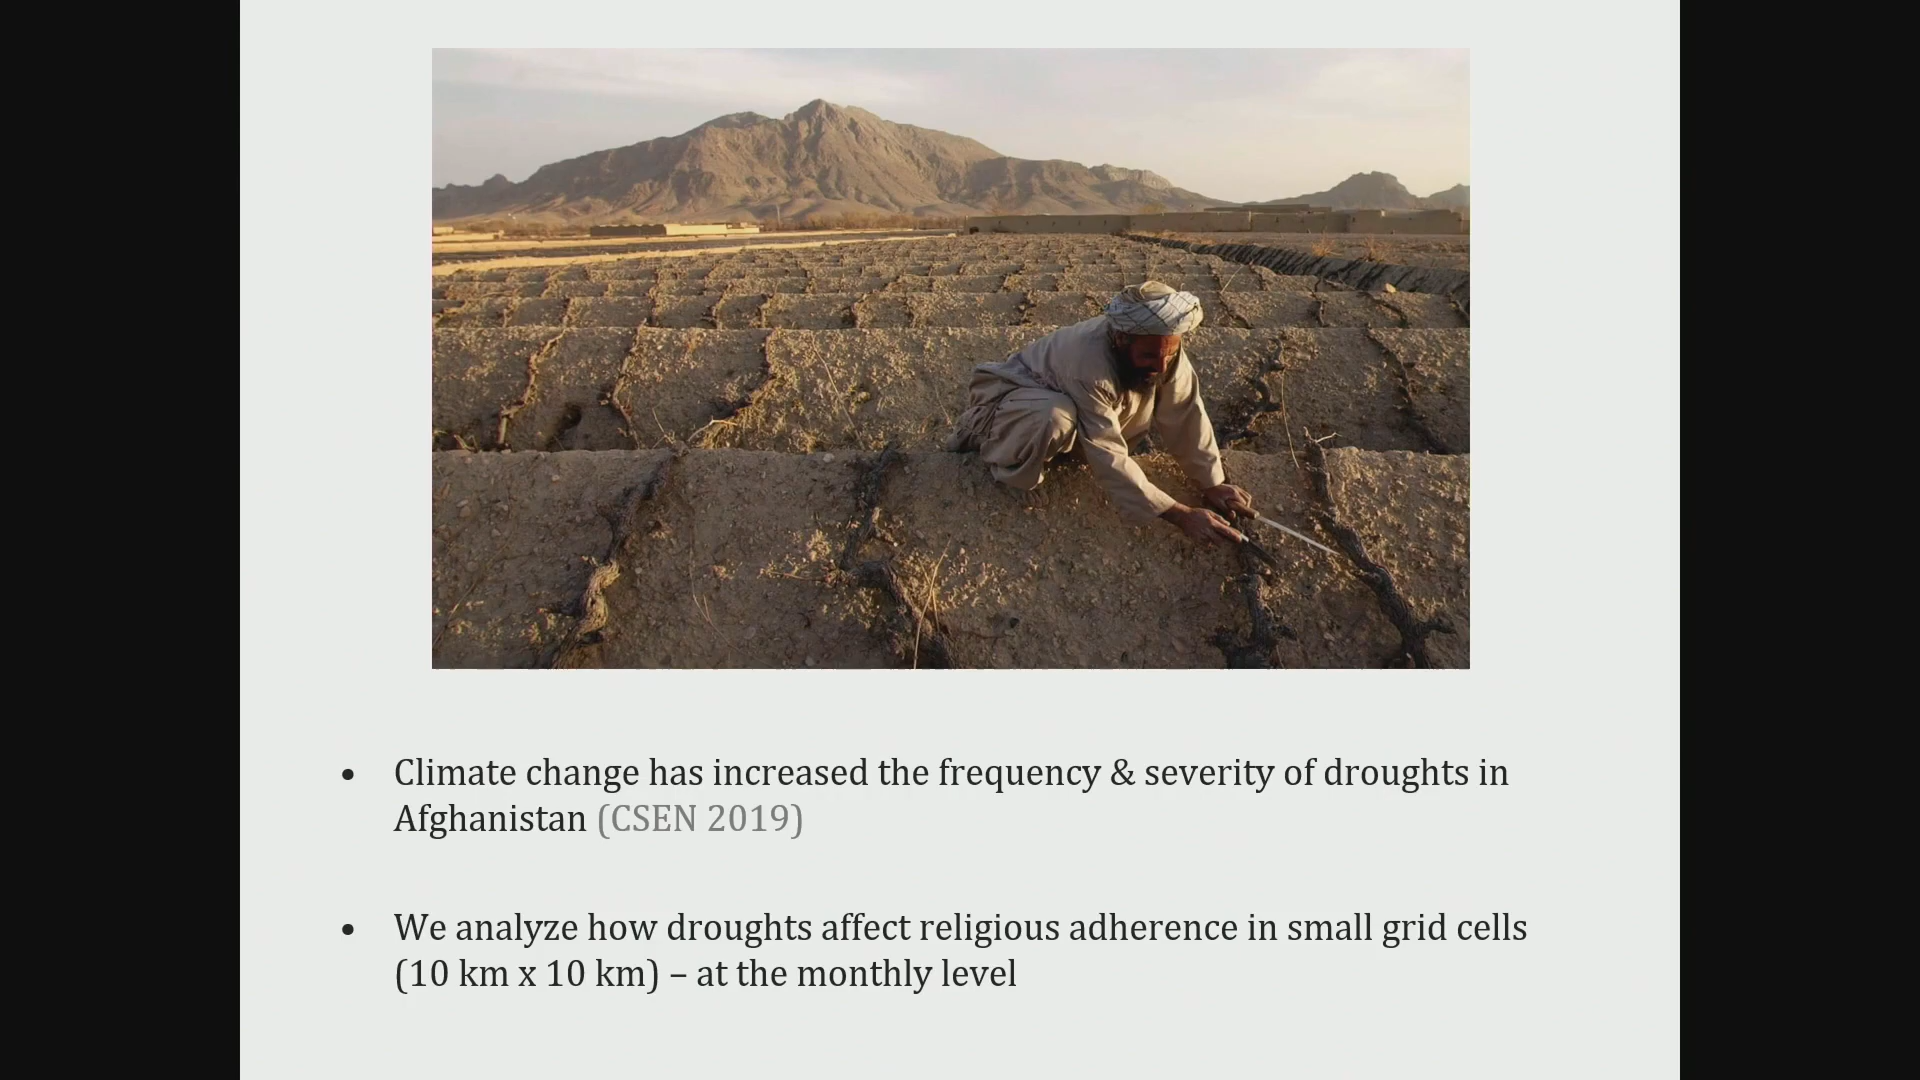 • Climate change has increased the frequency & severity of droughts in
Afghanistan (CSEN 2019)
• We analyze how droughts affect religious adherence in small grid cells
(10 km x 10 km) – at the monthly level